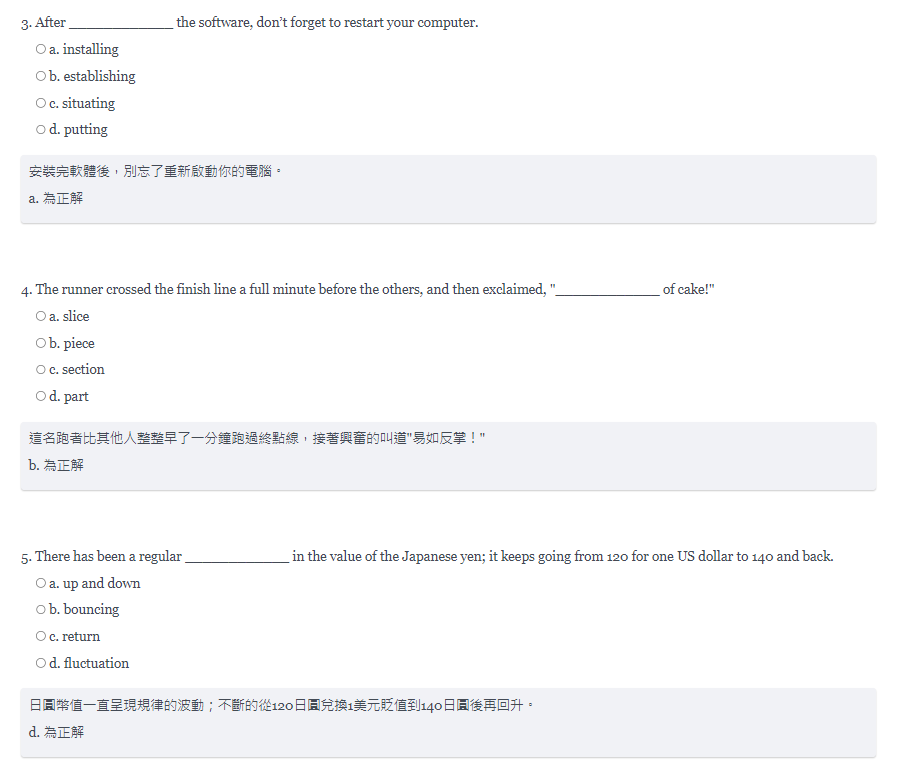 3. After _____________ the software, don’t forget to restart your computer.
a. installing
b. establishing
c. situating
d. putting
安裝完軟體後，別忘了重新啟動你的電腦。
a. 為正解
4. The runner crossed the finish line a full minute before the others, and then exclaimed, "_____________ of cake!"
a. slice
b. piece
c. section
d. part
這名跑者比其他人整整早了一分鐘跑過終點線，接著興奮的叫道"易如反掌！"
b. 為正解
5. There has been a regular _____________ in the value of the Japanese yen; it keeps going from 120 for one US dollar to 140 and back.
a. up and down
b. bouncing
c. return
d. fluctuation
日圓幣值一直呈現規律的波動；不斷的從120日圓兌換1美元貶值到140日圓後再回升。
d. 為正解